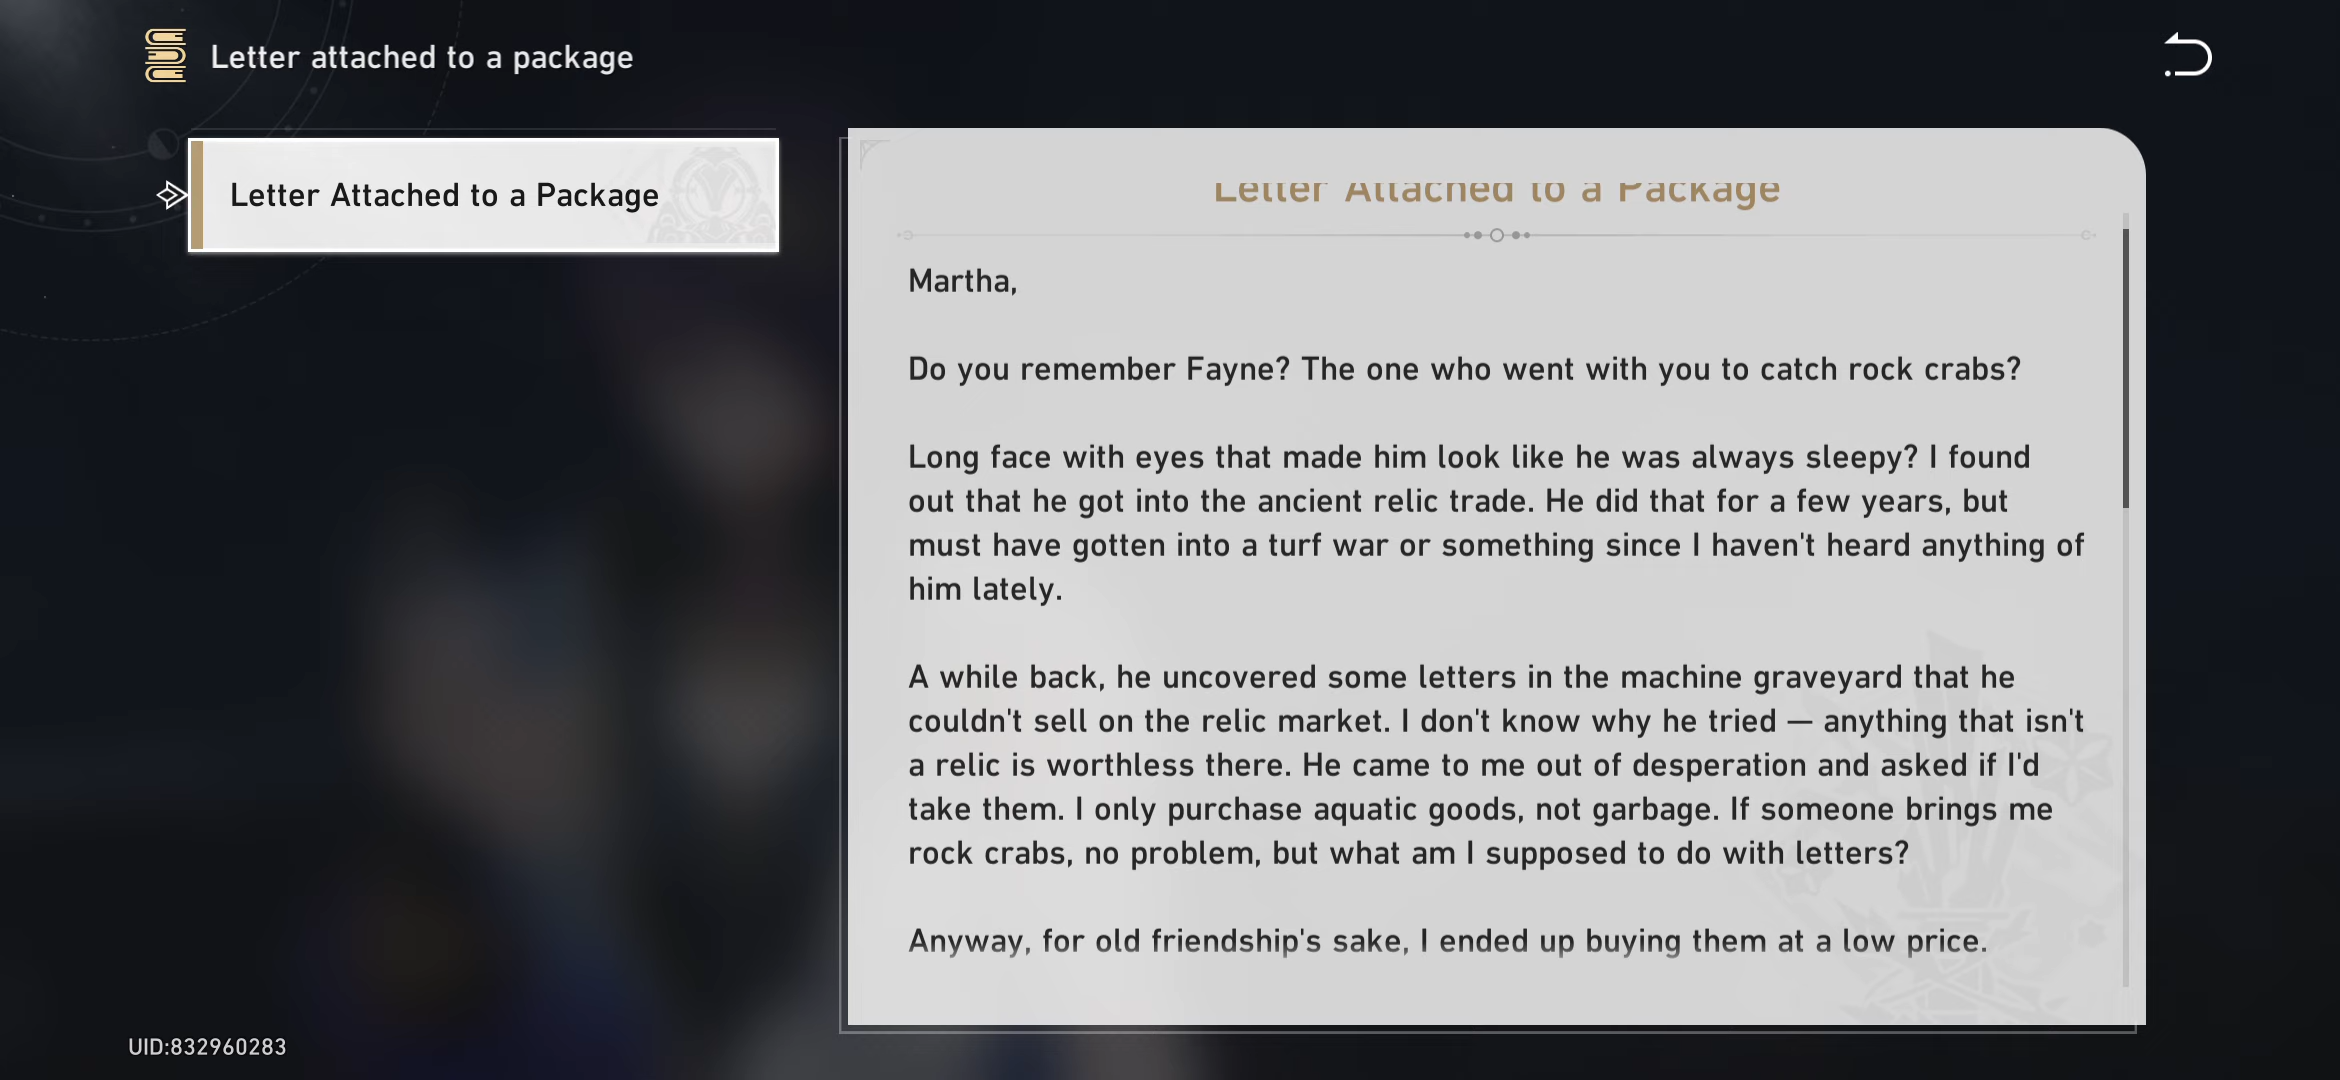 Letter attached to a package
Letter Attached to a Package
Letter Attached to a Package
Martha,
Do you remember Fayne? The one who went with you to catch rock crabs?
Long face with eyes that made him look like he was always sleepy? I found
out that he got into the ancient relic trade. He did that for a few years, but
must have gotten into a turf war or something since I haven't heard anything of
him lately.
A while back, he uncovered some letters in the machine graveyard that he
couldn't sell on the relic market. I don't know why he tried — anything that isn't
a relic is worthless there. He came to me out of desperation and asked if I'd
take them. I only purchase aquatic goods, not garbage. If someone brings me
rock crabs, no problem, but what am I supposed to do with letters?
Anyway, for old friendship's sake, I ended up buying them at a low price.
UID:832960283